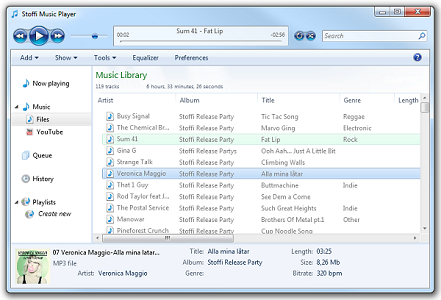 Stoffi Music Player
Sum 41 - Fat Lip
00:02 -02:56
Search
Add Show Tools Equalizer Preferences
Now playing
Music
Files
YouTube
Queue
History
Playlists
Create new
Music Library
119 tracks 8 hours, 33 minutes, 26 seconds
Artist Album Title Genre Length
Busy Signal Stoffi Release Party Tic Tac Song Reggae
The Chemical Br... Stoffi Release Party Marvo Ging Electronic
Sum 41 Stoffi Release Party Fat Lip Rock
Gina G Stoffi Release Party Ooh Aah... Just A Little Bit
Strange Talk Stoffi Release Party Climbing Walls
Veronica Maggio Stoffi Release Party Alla mina låtar
That 1 Guy Stoffi Release Party Buttmachine Indie
Rod Taylor feat J... Stoffi Release Party See Dem a Come
The Postal Service Stoffi Release Party Such Great Heights Indie
Manowar Stoffi Release Party Brothers Of Metal pt.1 Other
Pineforest Crunch Stoffi Release Party Cup Noodle Song
07 Veronica Maggio-Alla mina latar...
MP3 file
Artist: Veronica Maggio
Title: Alla mina låtar
Album: Stoffi Release Party
Genre:
Length: 03:25
Size: 8,26 Mb
Bitrate: 320 bpm